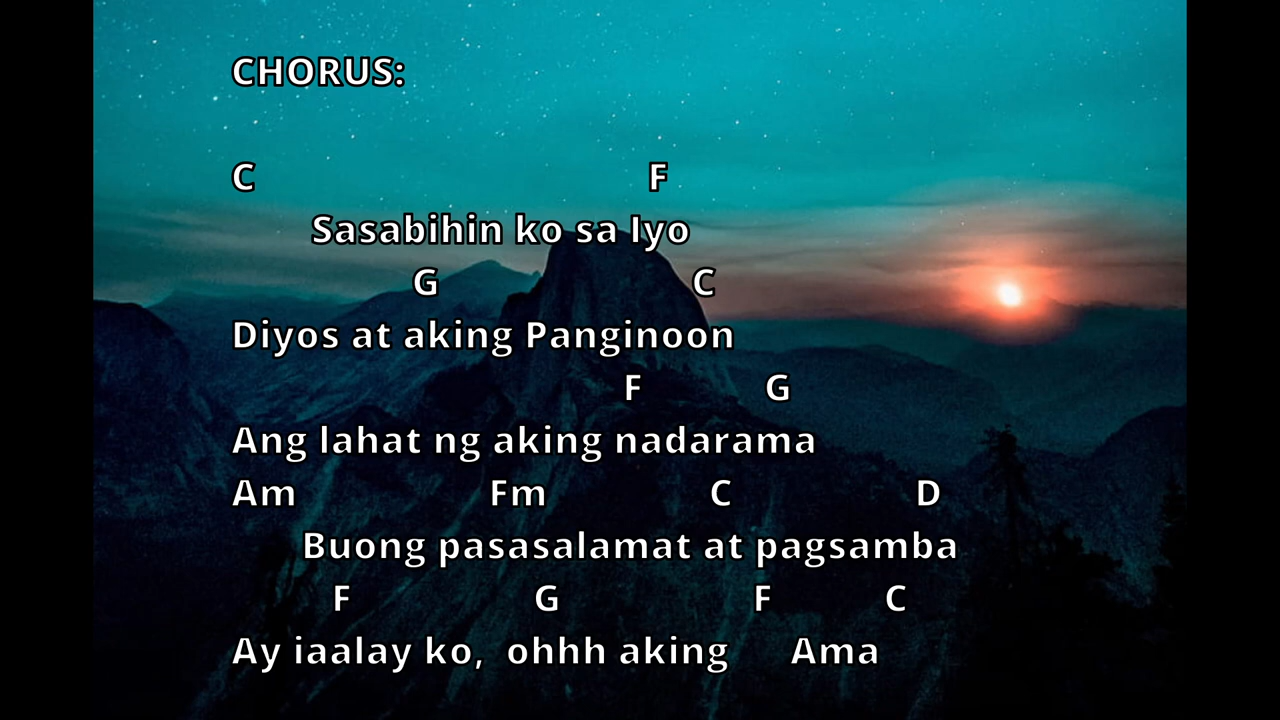 CHORUS:
C F
Sasabihin ko sa Iyo
G C
Diyos at aking Panginoon
F G
Ang lahat ng aking nadarama
Am Fm C D
Buong pasasalamat at pagsamba
F G F C
Ay iaalay ko, ohhh aking Ama